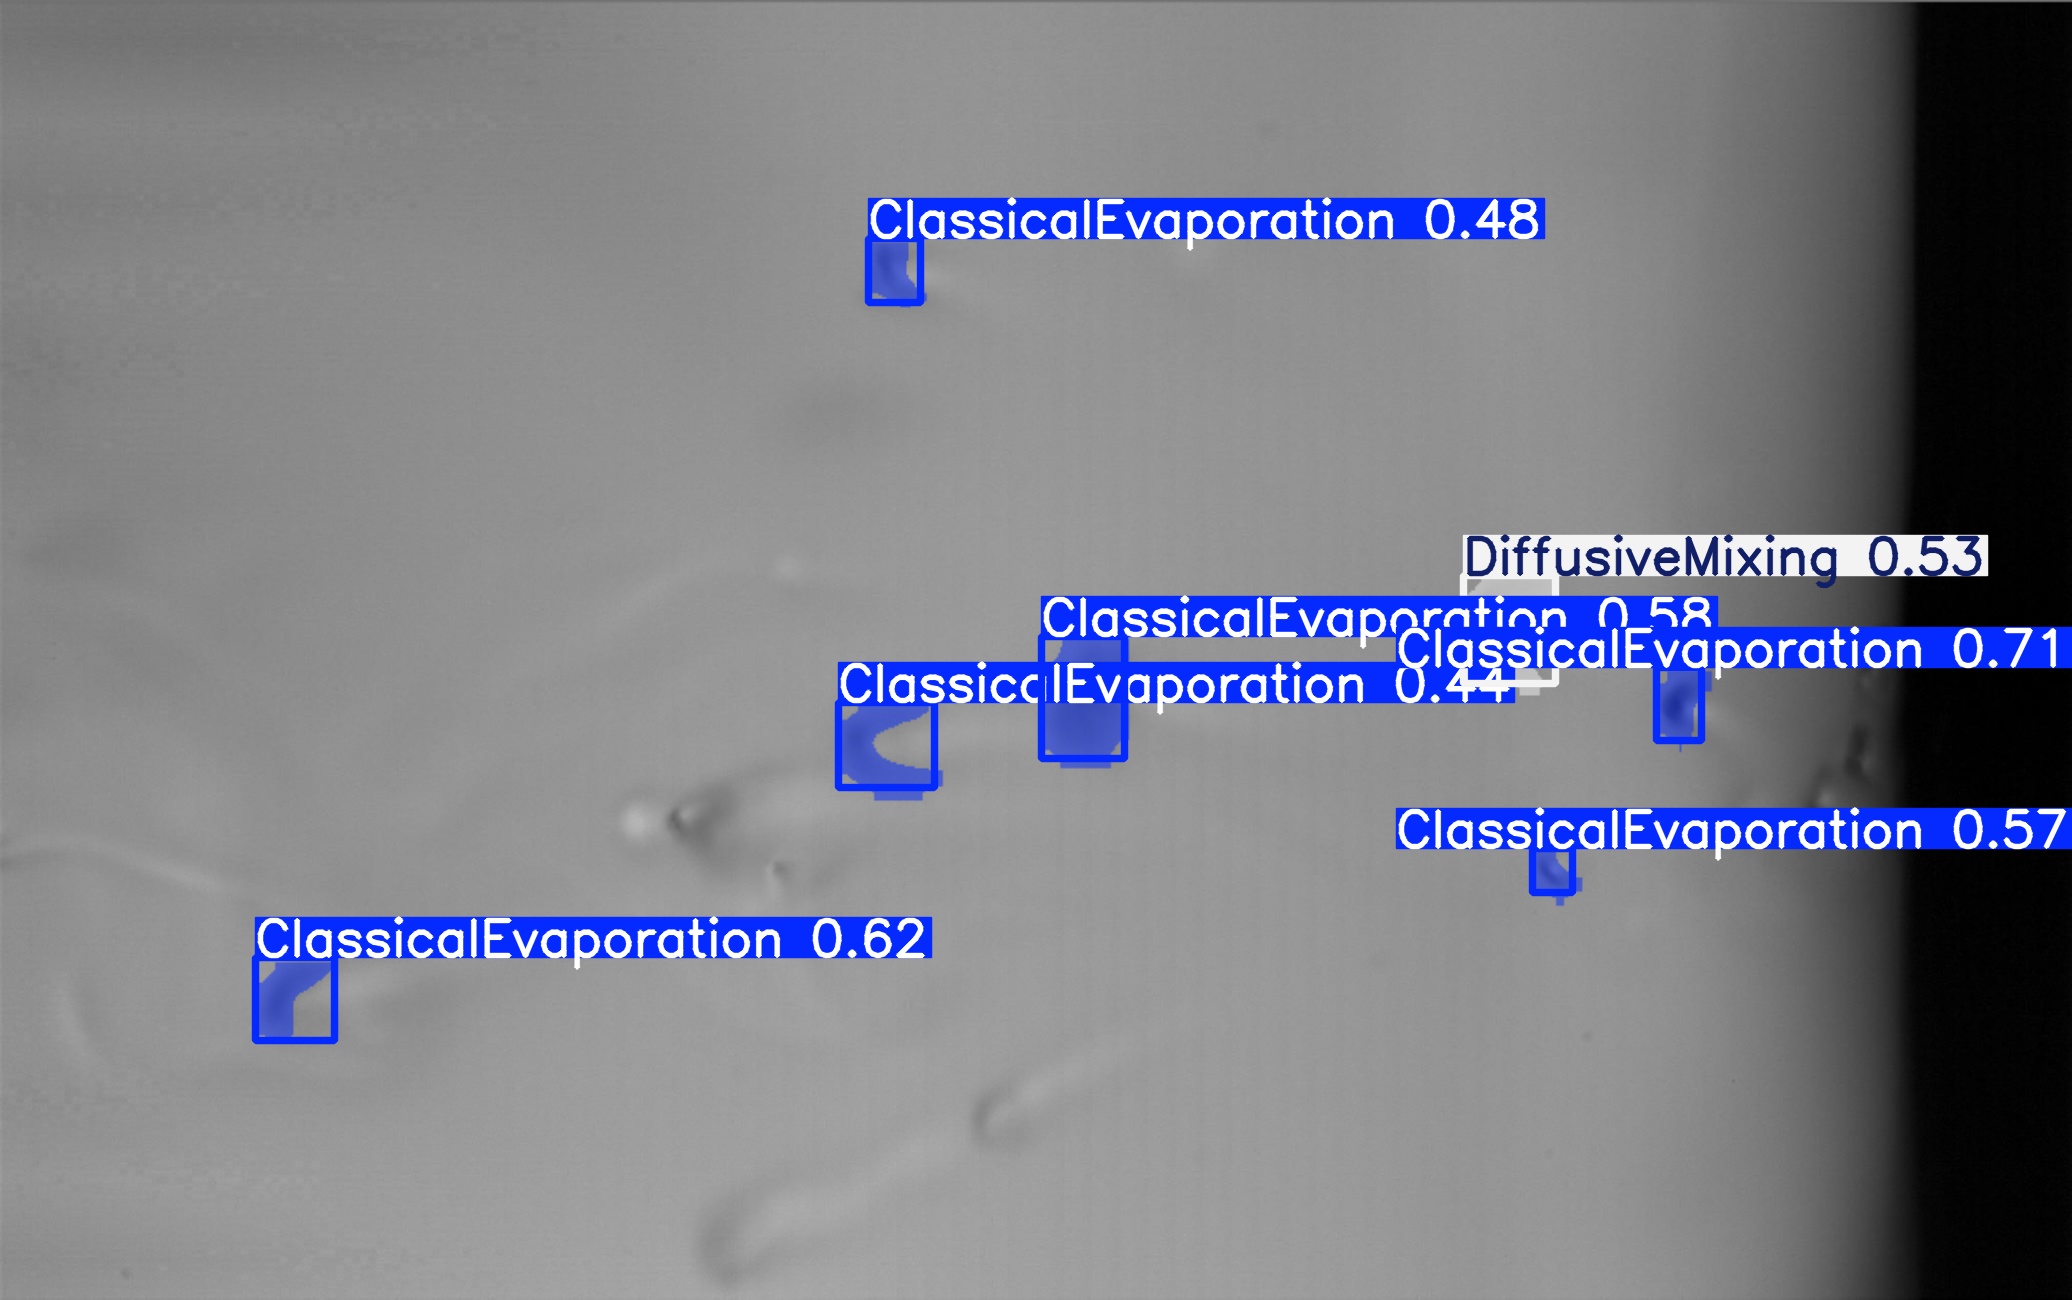 ClassicalEvaporation 0.48
DiffusiveMixing 0.53
ClassicalEvaporation 0.58
ClassicalEvaporation 0.71
ClassicalEvaporation 0.44
ClassicalEvaporation 0.57
ClassicalEvaporation 0.62